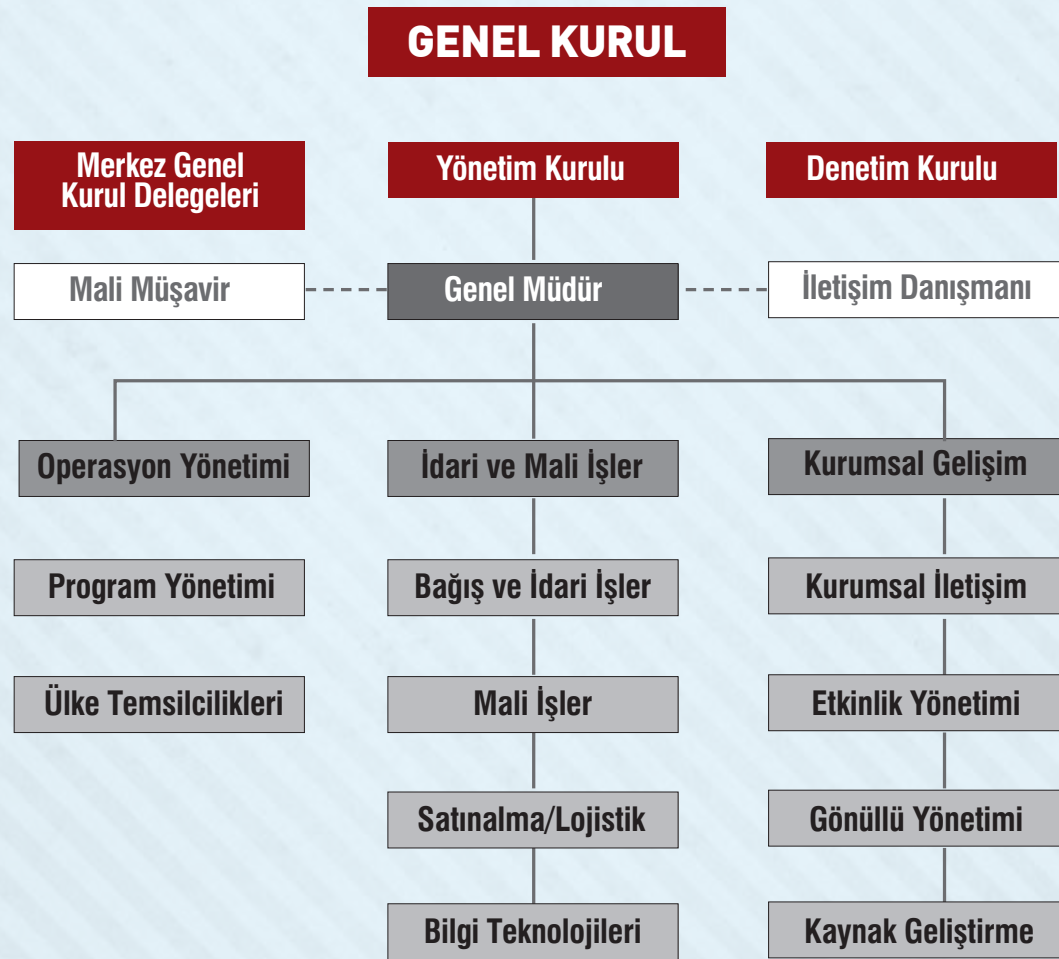 GENEL KURUL
Merkez Genel
Kurul Delegeleri
Yönetim Kurulu
Denetim Kurulu
Mali Müşavir
Genel Müdür
İletişim Danışmanı
Operasyon Yönetimi
İdari ve Mali İşler
Kurumsal Gelişim
Program Yönetimi
Bağış ve İdari İşler
Kurumsal İletişim
Ülke Temsilcilikleri
Mali İşler
Etkinlik Yönetimi
Satınalma/Lojistik
Gönüllü Yönetimi
Bilgi Teknolojileri
Kaynak Geliştirme